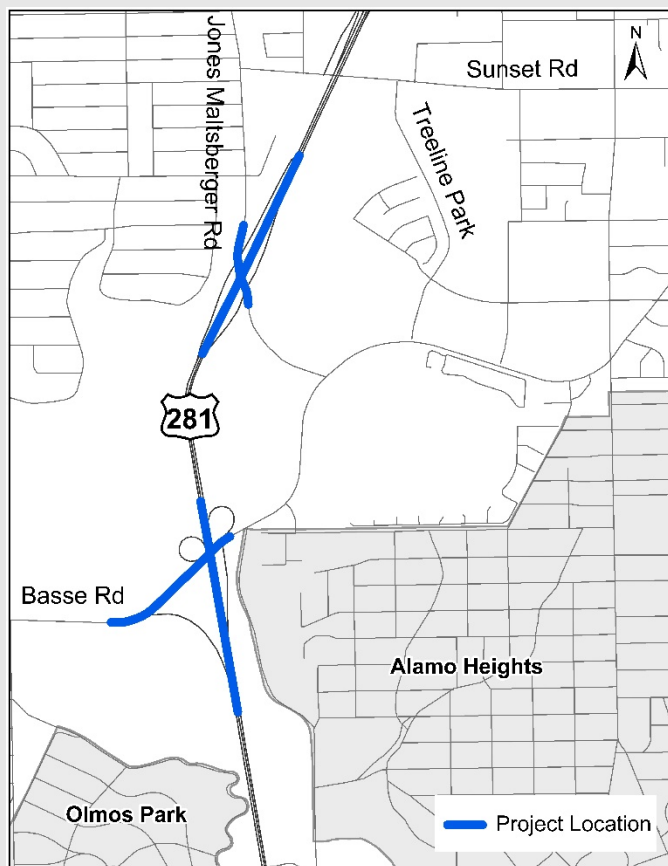 N
Sunset Rd
Jones Maltsberger Rd
Treeline Park
281
Basse Rd
Alamo Heights
Olmos Park
Project Location